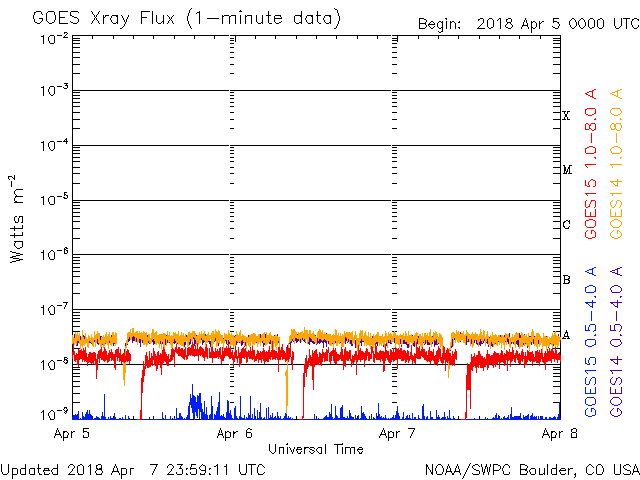 GOES Xray Flux (1-minute data)
Begin: 2018 Apr 5 0000 UTC
10⁻²
10⁻³
10⁻⁴
10⁻⁵
10⁻⁶
10⁻⁷
10⁻⁸
10⁻⁹
Watts m⁻²
X
M
C
B
A
GOES15 1.0-8.0 A
GOES14 1.0-8.0 A
GOES15 0.5-4.0 A
GOES14 0.5-4.0 A
Apr 5 Apr 6 Apr 7 Apr 8
Universal Time
Updated 2018 Apr 7 23:59:11 UTC
NOAA/SWPC Boulder, CO USA